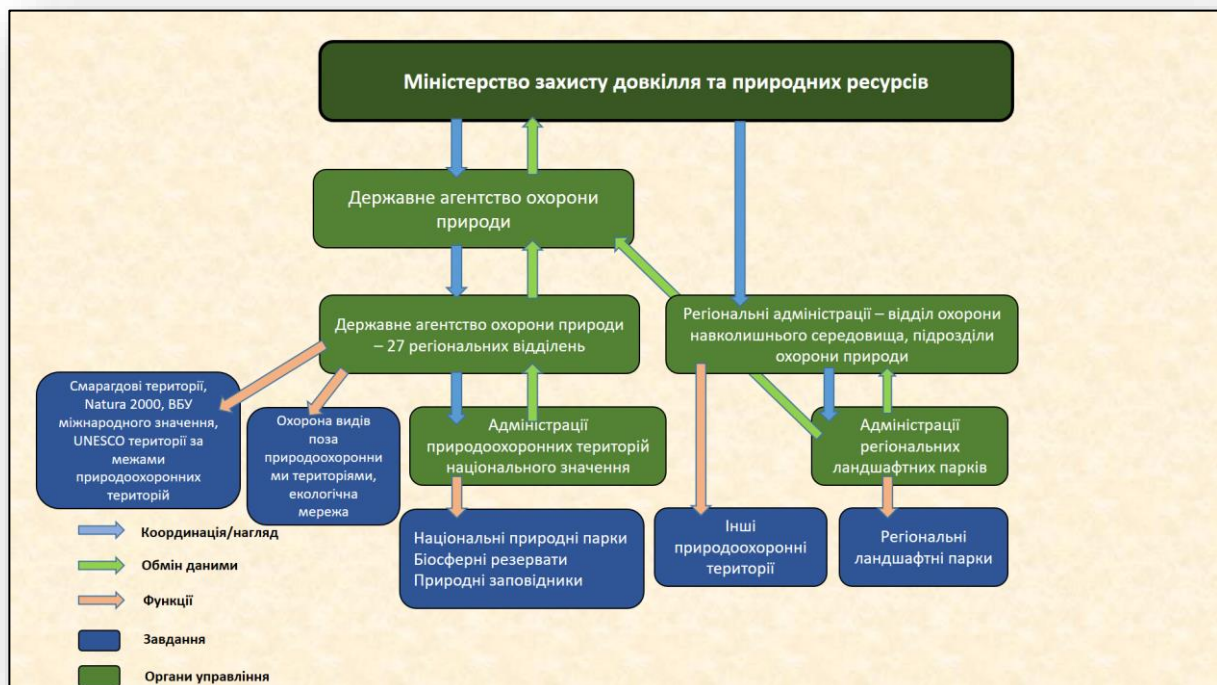 Міністерство захисту довкілля та природних ресурсів
Державне агентство охорони
природи
Державне агентство охорони природи
– 27 регіональних відділень
Регіональні адміністрації – відділ охорони
навколишнього середовища, підрозділи
охорони природи
Смарагдові території,
Natura 2000, ВБУ
міжнародного значення,
UNESCO території за
межами
природоохоронних
територій
Охорона видів
поза
природоохоронни
ми територіями,
екологічна
мережа
Адміністрації
природоохоронних територій
національного значення
Адміністрації
регіональних
ландшафтних парків
Національні природні парки
Біосферні резервати
Природні заповідники
Інші
природоохоронні
території
Регіональні
ландшафтні парки
Координація/нагляд
Обмін даними
Функції
Завдання
Органи управління